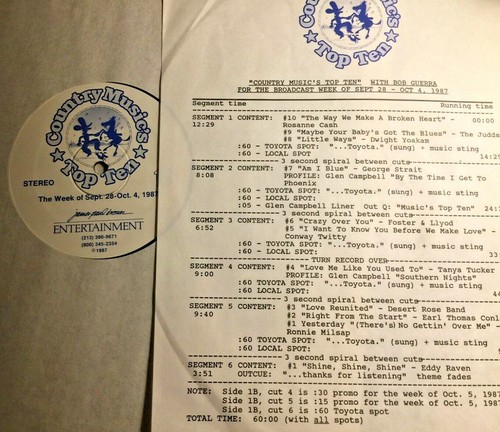 Country Music's
Top Ten
STEREO
The Week of Sept. 28-Oct. 4, 1987
james paul brown
ENTERTAINMENT
© 1987
Country Music's
Top Ten
"COUNTRY MUSIC'S TOP TEN" WITH BOB GUERRA
FOR THE BROADCAST WEEK OF SEPT 28 - OCT 4, 1987
Segment time Running time
SEGMENT 1 CONTENT: #10 "The Way We Make A Broken Heart" - 00:00
12:29 Rosanne Cash
#9 "Maybe Your Baby's Got The Blues" - The Judds
#8 "Little Ways" - Dwight Yoakam
:60 - TOYOTA SPOT: "...Toyota." (sung) + music sting
:60 - LOCAL SPOT
3 second spiral between cuts
SEGMENT 2 CONTENT: #7 "Am I Blue" - George Strait
8:08 PROFILE: Glen Campbell "By The Time I Get To
Phoenix
:60 - TOYOTA SPOT: "...Toyota." (sung) + music sting
:60 - LOCAL SPOT:
:05 - Glen Campbell Liner Out Q: "Music's Top Ten"
3 second spiral between cuts
SEGMENT 3 CONTENT: #6 "Crazy Over You" - Foster & Llyod
6:52 #5 "I Want To Know You Before We Make Love" -
Conway Twitty
:60 - TOYOTA SPOT: "...Toyota." (sung) + music sting
:60 - LOCAL SPOT:
TURN RECORD OVER
SEGMENT 4 CONTENT: #4 "Love Me Like You Used To" - Tanya Tucker
9:00 PROFILE: Glen Campbell "Southern Nights"
:60 TOYOTA SPOT: "...Toyota." (sung) + music sting
:60 LOCAL SPOT:
3 second spiral between cuts
SEGMENT 5 CONTENT: #3 "Love Reunited" - Desert Rose Band
9:40 #2 "Right From The Start" - Earl Thomas Conl
#1 Yesterday "(There's) No Gettin' Over Me"
Ronnie Milsap
:60 TOYOTA SPOT: "...Toyota." (sung) + music sting
:60 LOCAL SPOT:
3 second spiral between cuts
SEGMENT 6 CONTENT: #1 "Shine, Shine, Shine" - Eddy Raven
3:51 OUTCUE: "...thanks for listening" theme fades
NOTE: Side 1B, cut 4 is :30 promo for the week of Oct. 5, 1987
Side 1B, cut 5 is :15 promo for the week of Oct. 5, 198
Side 1B, cut 6 is :60 Toyota spot
TOTAL TIME: 60:00 (with all spots)